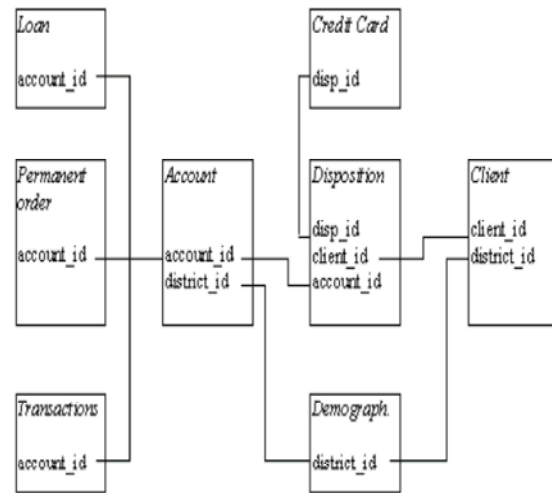 Loan
account_id
Credit Card
disp_id
Permanent
order
account_id
Account
account_id
district_id
Disposition
disp_id
client_id
account_id
Client
client_id
district_id
Transactions
account_id
Demograph.
district_id